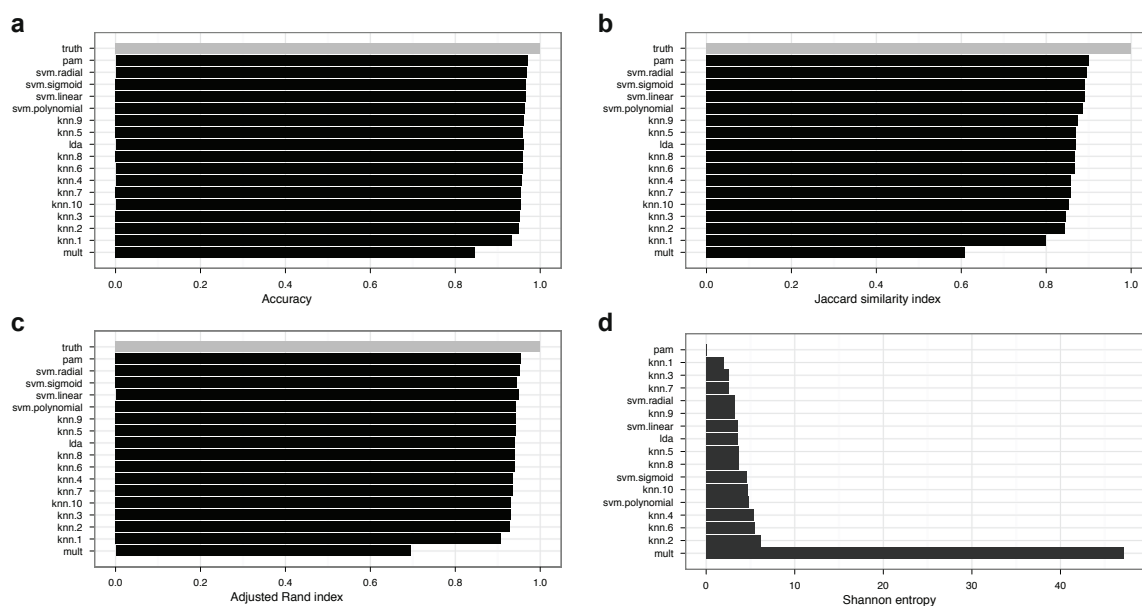 a
truth
pam
svm.radial
svm.sigmoid
svm.linear
svm.polynomial
knn.9
knn.5
lda
knn.8
knn.6
knn.4
knn.7
knn.10
knn.3
knn.2
knn.1
mult
0.0 0.2 0.4 0.6 0.8 1.0
Accuracy
b
truth
pam
svm.radial
svm.sigmoid
svm.linear
svm.polynomial
knn.9
knn.5
lda
knn.8
knn.6
knn.4
knn.7
knn.10
knn.3
knn.2
knn.1
mult
0.0 0.2 0.4 0.6 0.8 1.0
Jaccard similarity index
c
truth
pam
svm.radial
svm.sigmoid
svm.linear
svm.polynomial
knn.9
knn.5
lda
knn.8
knn.6
knn.4
knn.7
knn.10
knn.3
knn.2
knn.1
mult
0.0 0.2 0.4 0.6 0.8 1.0
Adjusted Rand index
d
pam
knn.1
knn.3
knn.7
svm.radial
knn.9
svm.linear
lda
knn.5
knn.8
svm.sigmoid
knn.10
svm.polynomial
knn.4
knn.6
knn.2
mult
0 10 20 30 40
Shannon entropy